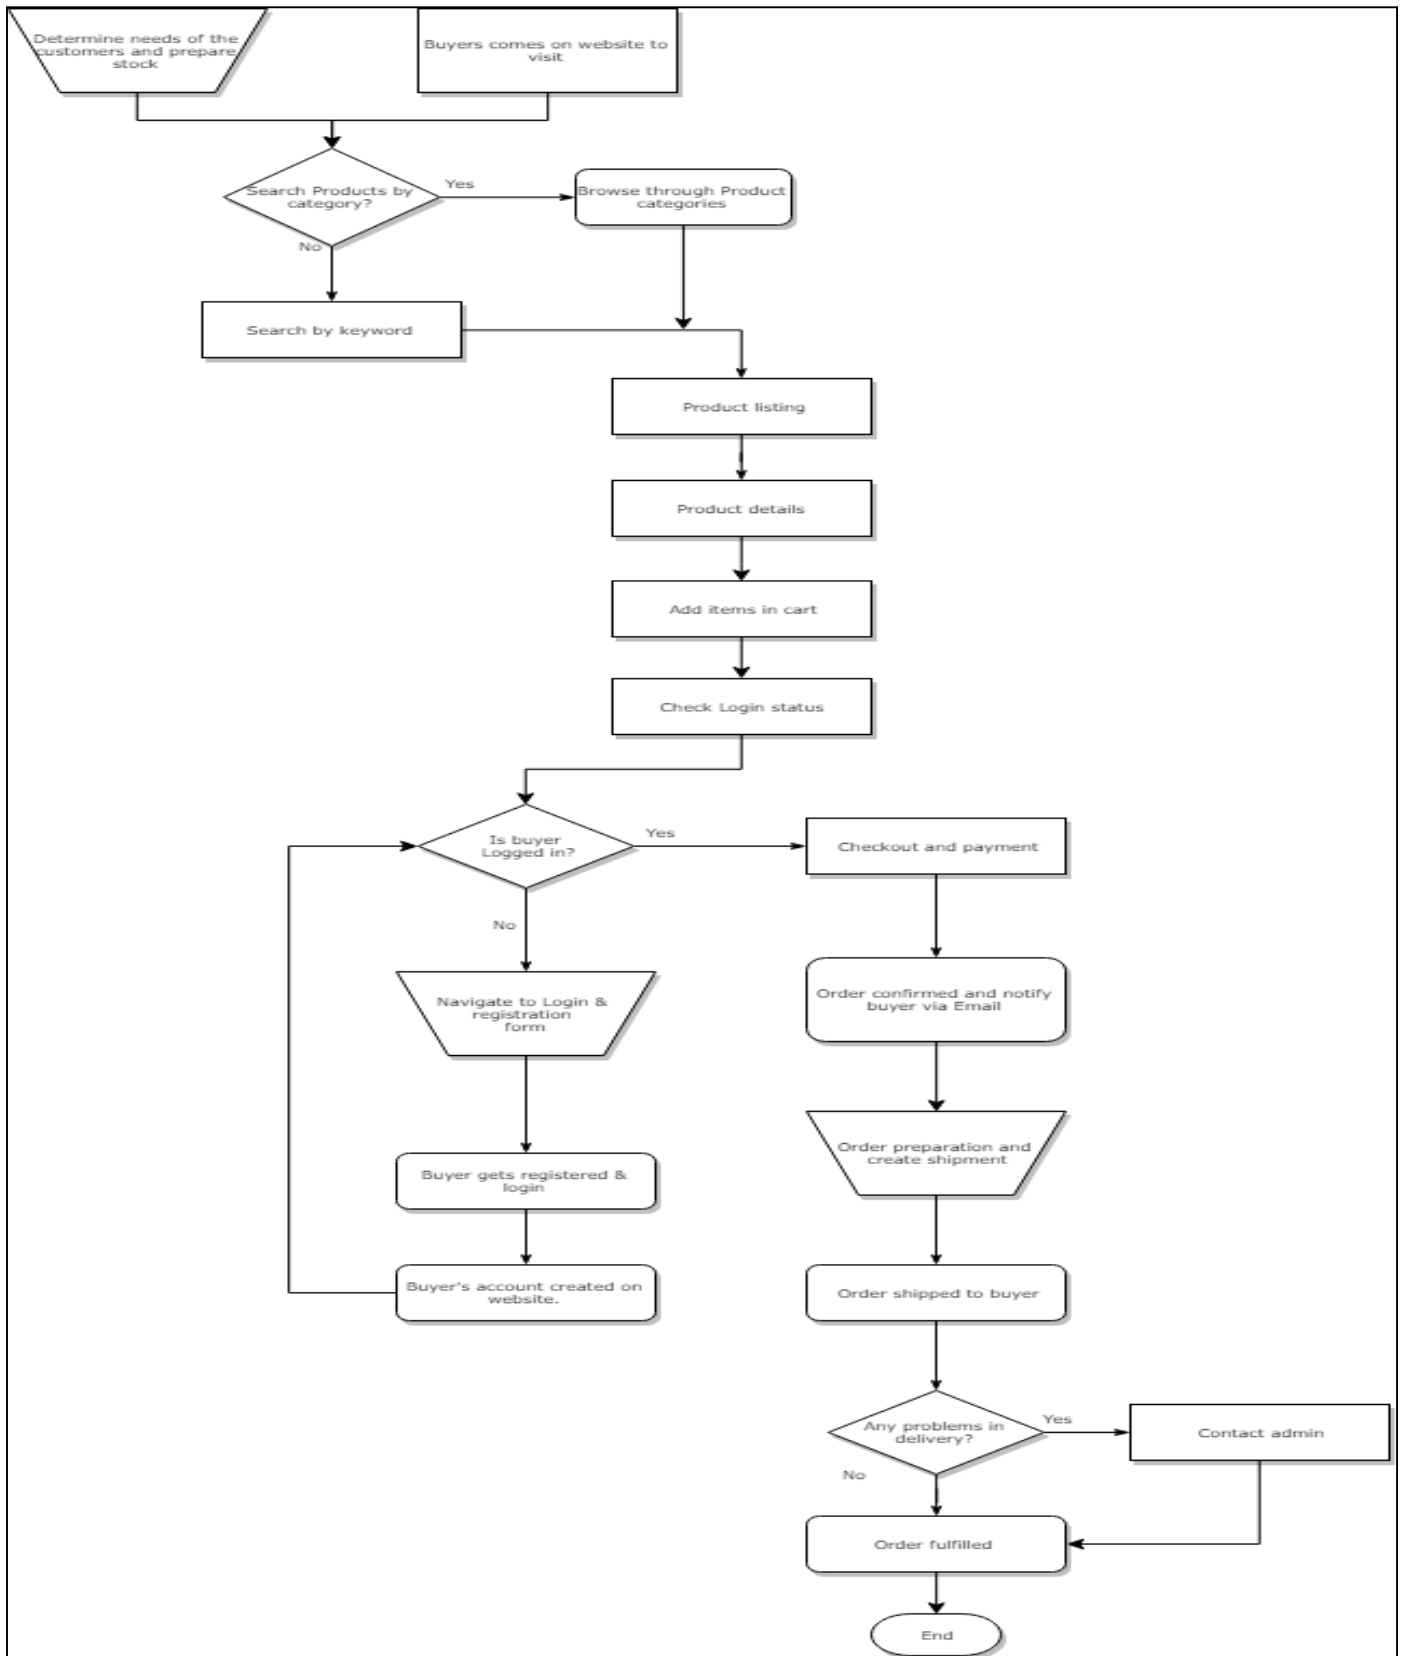 Determine needs of the
customers and prepare
stock
Buyers comes on website to
visit
Search Products by
category?
Yes
Browse through Product
categories
No
Search by keyword
Product listing
Product details
Add items in cart
Check Login status
Is buyer
Logged in?
Yes
Checkout and payment
No
Order confirmed and notify
buyer via Email
Navigate to Login &
registration
form
Order preparation and
create shipment
Buyer gets registered &
login
Buyer's account created on
website.
Order shipped to buyer
Any problems in
delivery?
Yes
Contact admin
No
Order fulfilled
End